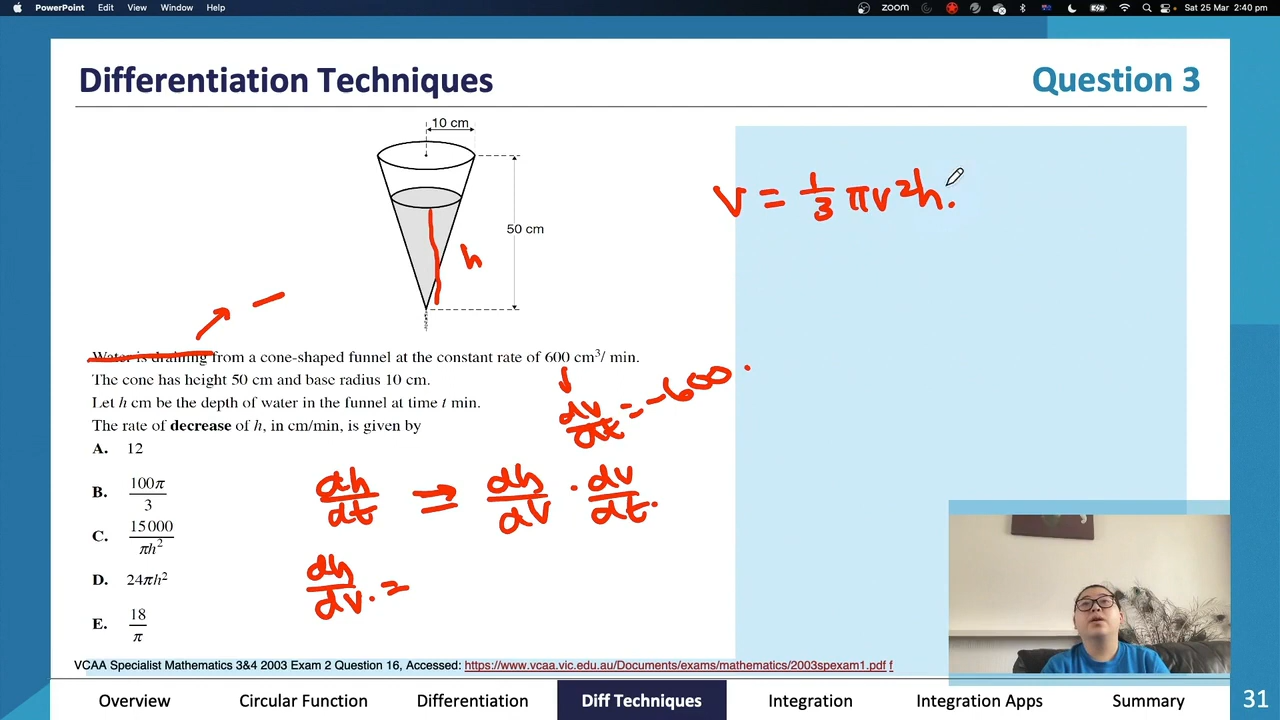 PowerPoint Edit View Window Help zoom Sat 25 Mar 2:40 pm
Differentiation Techniques
Question 3
10 cm
50 cm
h
V = 1/3 πr²h.
−
Water is draining from a cone-shaped funnel at the constant rate of 600 cm³/ min.
The cone has height 50 cm and base radius 10 cm.
Let h cm be the depth of water in the funnel at time t min.
The rate of decrease of h, in cm/min, is given by
dv/dt = -600.
A. 12
B. 100π/3
C. 15 000/πh²
D. 24πh²
E. 18/π
dh/dt ⇒ dh/dV · dv/dt.
dh/dV. =
VCAA Specialist Mathematics 3&4 2003 Exam 2 Question 16, Accessed: https://www.vcaa.vic.edu.au/Documents/exams/mathematics/2003spexam1.pdf f
Overview Circular Function Differentiation Diff Techniques Integration Integration Apps Summary 31